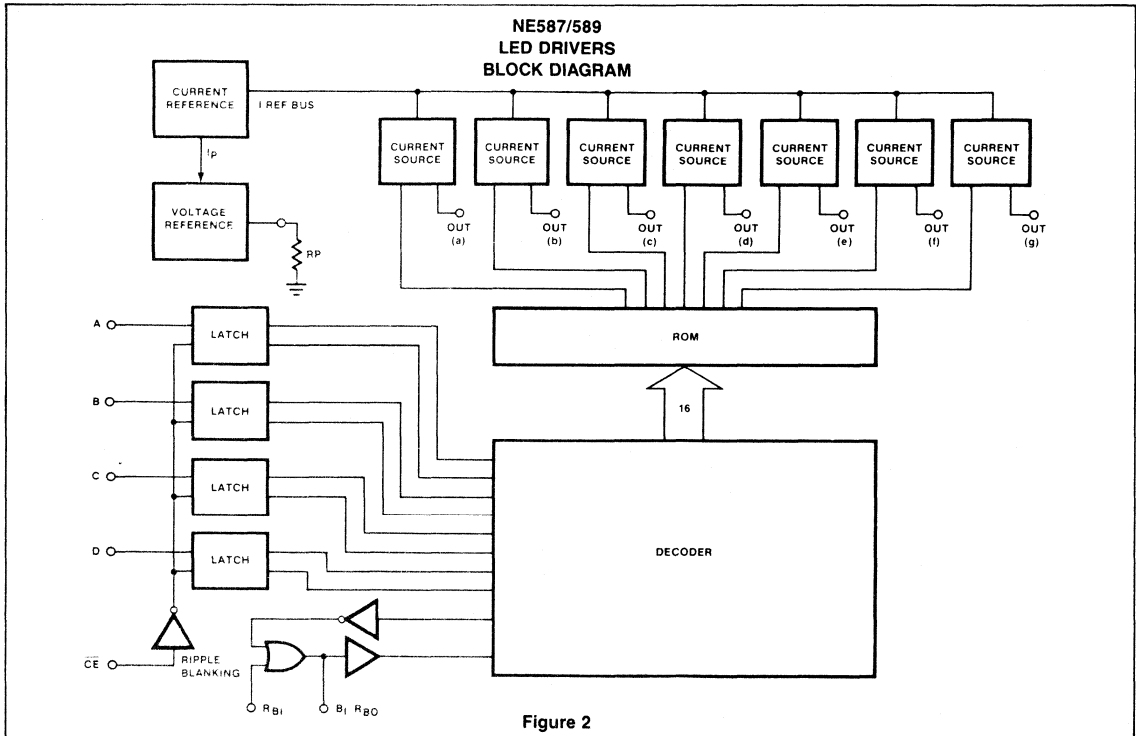 NE587/589
LED DRIVERS
BLOCK DIAGRAM
CURRENT
REFERENCE
I REF BUS
IP
VOLTAGE
REFERENCE
RP
CURRENT
SOURCE
CURRENT
SOURCE
CURRENT
SOURCE
CURRENT
SOURCE
CURRENT
SOURCE
CURRENT
SOURCE
CURRENT
SOURCE
OUT
(a)
OUT
(b)
OUT
(c)
OUT
(d)
OUT
(e)
OUT
(f)
OUT
(g)
ROM
16
DECODER
A
LATCH
B
LATCH
C
LATCH
D
LATCH
C̅E̅
RIPPLE
BLANKING
RBI
BI RBO
Figure 2